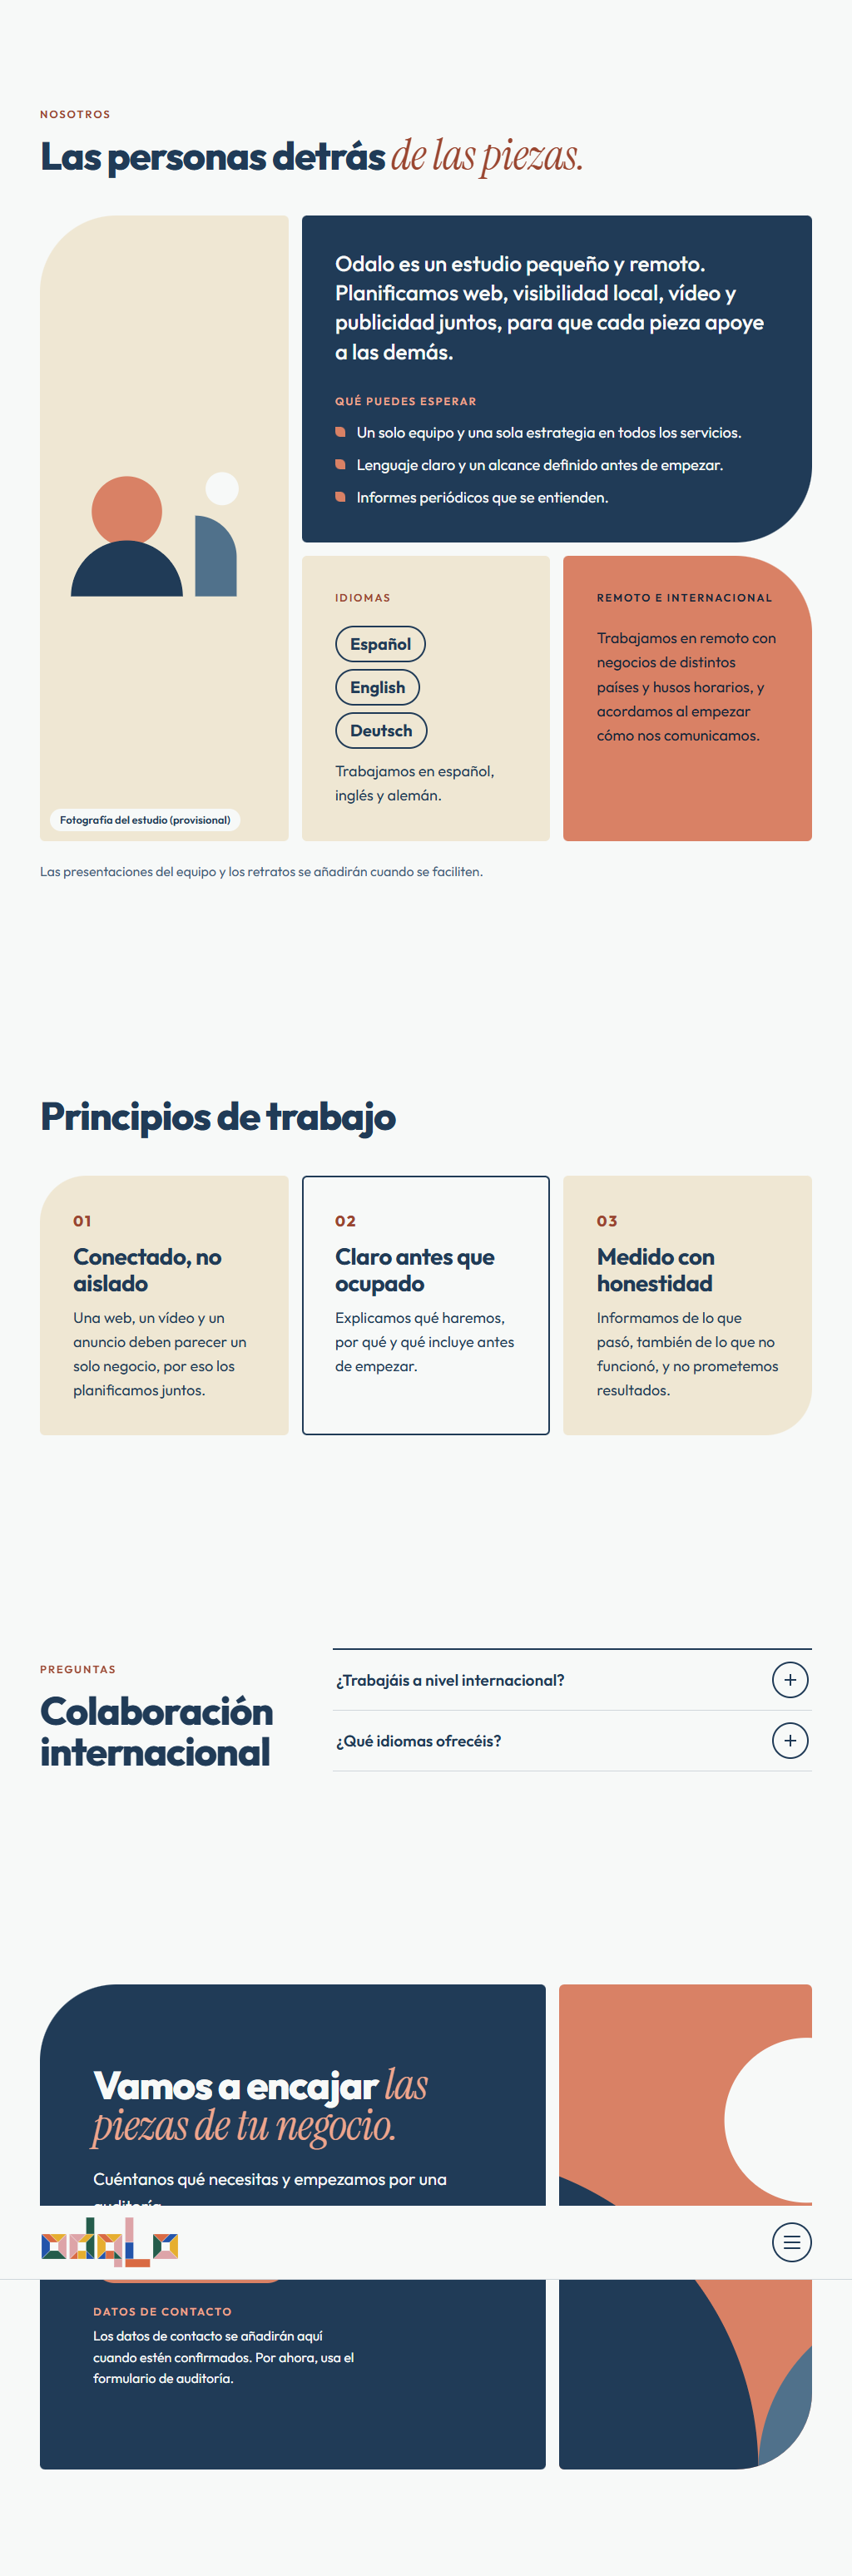 NOSOTROS
Las personas detrás de las piezas.
Odalo es un estudio pequeño y remoto.
Planificamos web, visibilidad local, vídeo y
publicidad juntos, para que cada pieza apoye
a las demás.
QUÉ PUEDES ESPERAR
Un solo equipo y una sola estrategia en todos los servicios.
Lenguaje claro y un alcance definido antes de empezar.
Informes periódicos que se entienden.
Fotografía del estudio (provisional)
IDIOMAS
Español
English
Deutsch
Trabajamos en español,
inglés y alemán.
REMOTO E INTERNACIONAL
Trabajamos en remoto con
negocios de distintos
países y husos horarios, y
acordamos al empezar
cómo nos comunicamos.
Las presentaciones del equipo y los retratos se añadirán cuando se faciliten.
Principios de trabajo
01
Conectado, no
aislado
Una web, un vídeo y un
anuncio deben parecer un
solo negocio, por eso los
planificamos juntos.
02
Claro antes que
ocupado
Explicamos qué haremos,
por qué y qué incluye antes
de empezar.
03
Medido con
honestidad
Informamos de lo que
pasó, también de lo que no
funcionó, y no prometemos
resultados.
PREGUNTAS
Colaboración
internacional
¿Trabajáis a nivel internacional?
¿Qué idiomas ofrecéis?
Vamos a encajar las
piezas de tu negocio.
Cuéntanos qué necesitas y empezamos por una
auditoría.
odalo
DATOS DE CONTACTO
Los datos de contacto se añadirán aquí
cuando estén confirmados. Por ahora, usa el
formulario de auditoría.